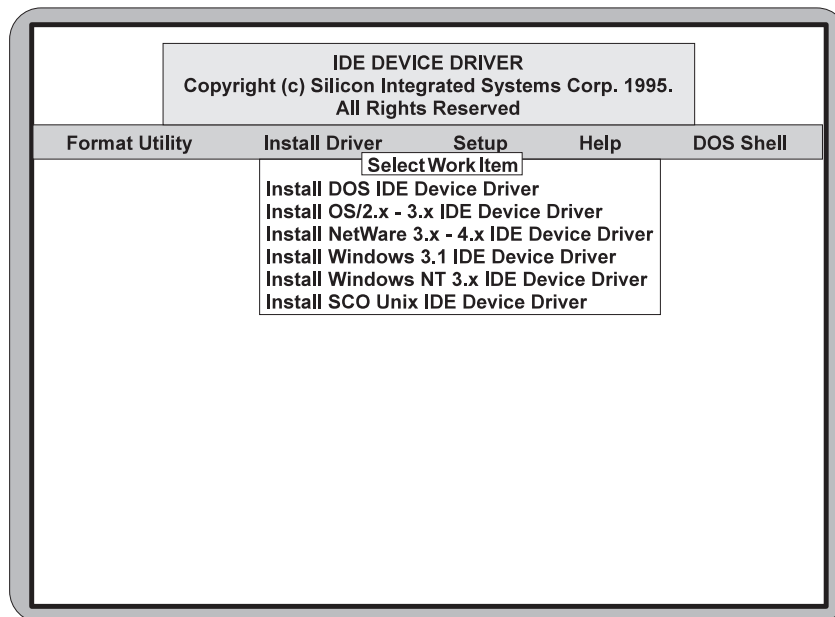 IDE DEVICE DRIVER
Copyright (c) Silicon Integrated Systems Corp. 1995.
All Rights Reserved
Format Utility Install Driver Setup Help DOS Shell
Select Work Item
Install DOS IDE Device Driver
Install OS/2.x - 3.x IDE Device Driver
Install NetWare 3.x - 4.x IDE Device Driver
Install Windows 3.1 IDE Device Driver
Install Windows NT 3.x IDE Device Driver
Install SCO Unix IDE Device Driver